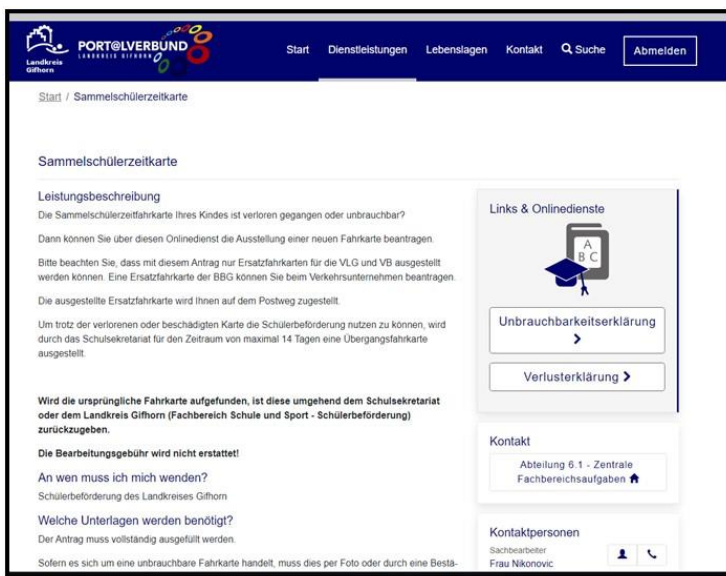 Landkreis
Gifhorn
PORT@LVERBUND
LANDKREIS GIFHORN
Start
Dienstleistungen
Lebenslagen
Kontakt
Suche
Abmelden
Start / Sammelschülerzeitkarte
Sammelschülerzeitkarte
Leistungsbeschreibung
Die Sammelschülerzeitfahrkarte Ihres Kindes ist verloren gegangen oder unbrauchbar?
Dann können Sie über diesen Onlinedienst die Ausstellung einer neuen Fahrkarte beantragen.
Bitte beachten Sie, dass mit diesem Antrag nur Ersatzfahrkarten für die VLG und VB ausgestellt
werden können. Eine Ersatzfahrkarte der BBG können Sie beim Verkehrsunternehmen beantragen.
Die ausgestellte Ersatzfahrkarte wird Ihnen auf dem Postweg zugestellt.
Um trotz der verlorenen oder beschädigten Karte die Schülerbeförderung nutzen zu können, wird
durch das Schulsekretariat für den Zeitraum von maximal 14 Tagen eine Übergangsfahrkarte
ausgestellt.
Wird die ursprüngliche Fahrkarte aufgefunden, ist diese umgehend dem Schulsekretariat
oder dem Landkreis Gifhorn (Fachbereich Schule und Sport - Schülerbeförderung)
zurückzugeben.
Die Bearbeitungsgebühr wird nicht erstattet!
An wen muss ich mich wenden?
Schülerbeförderung des Landkreises Gifhorn
Welche Unterlagen werden benötigt?
Der Antrag muss vollständig ausgefüllt werden.
Sofern es sich um eine unbrauchbare Fahrkarte handelt, muss dies per Foto oder durch eine Bestä-
Links & Onlinedienste
A
B C
Unbrauchbarkeitserklärung
Verlusterklärung
Kontakt
Abteilung 6.1 - Zentrale
Fachbereichsaufgaben
Kontaktpersonen
Sachbearbeiter
Frau Nikonovic